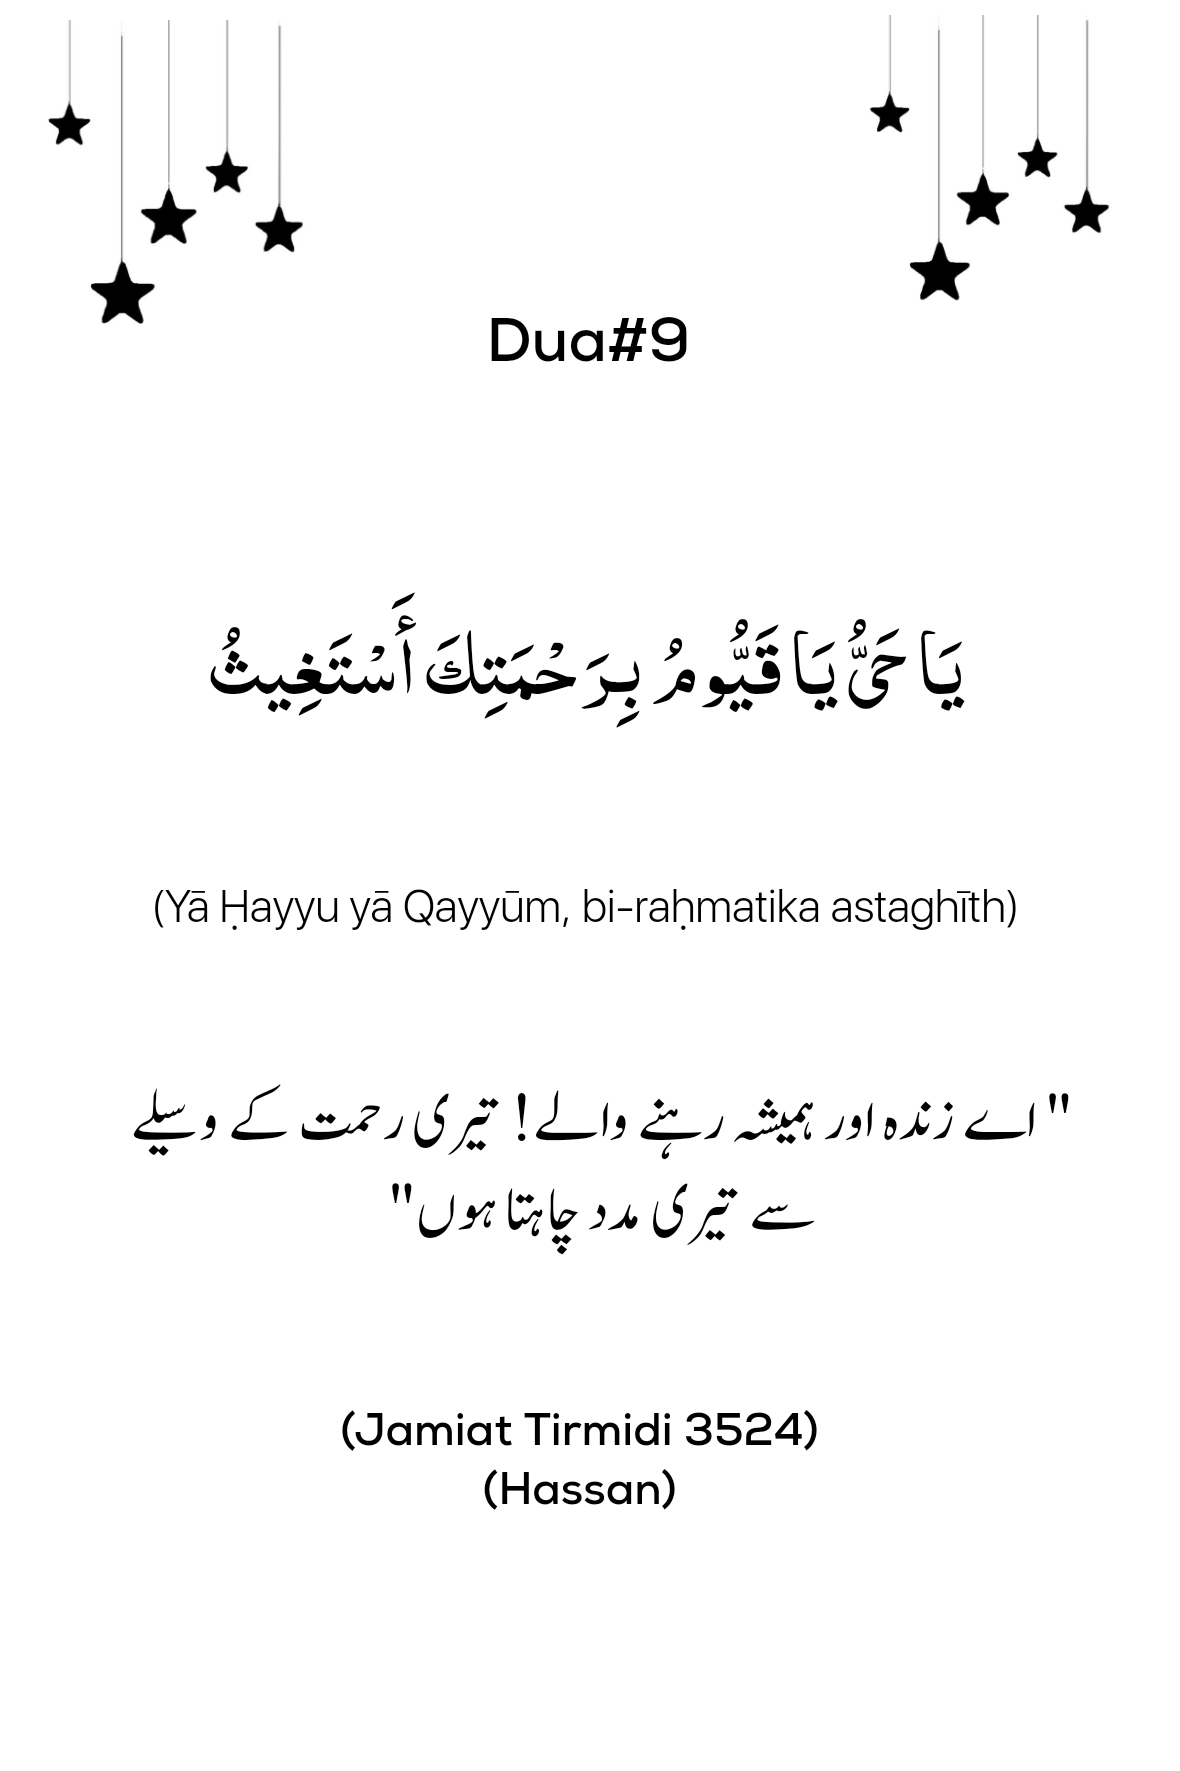 Dua#9
يَا حَيُّ يَا قَيُّومُ بِرَحْمَتِكَ أَسْتَغِيثُ
(Yā Ḥayyu yā Qayyūm, bi-raḥmatika astaghīth)
" اے زندہ اور ہمیشہ رہنے والے! تیری رحمت کے وسیلے
سے تیری مدد چاہتا ہوں"
(Jamiat Tirmidi 3524)
(Hassan)